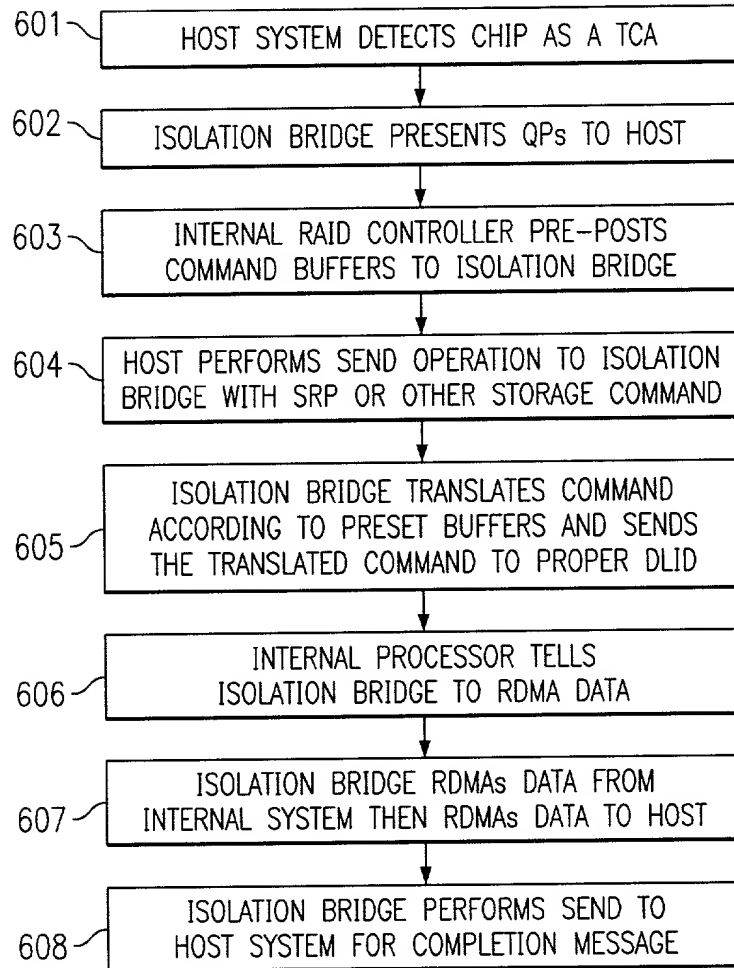 601
HOST SYSTEM DETECTS CHIP AS A TCA
602
ISOLATION BRIDGE PRESENTS QPs TO HOST
603
INTERNAL RAID CONTROLLER PRE-POSTS
COMMAND BUFFERS TO ISOLATION BRIDGE
604
HOST PERFORMS SEND OPERATION TO ISOLATION
BRIDGE WITH SRP OR OTHER STORAGE COMMAND
605
ISOLATION BRIDGE TRANSLATES COMMAND
ACCORDING TO PRESET BUFFERS AND SENDS
THE TRANSLATED COMMAND TO PROPER DLID
606
INTERNAL PROCESSOR TELLS
ISOLATION BRIDGE TO RDMA DATA
607
ISOLATION BRIDGE RDMAs DATA FROM
INTERNAL SYSTEM THEN RDMAs DATA TO HOST
608
ISOLATION BRIDGE PERFORMS SEND TO
HOST SYSTEM FOR COMPLETION MESSAGE